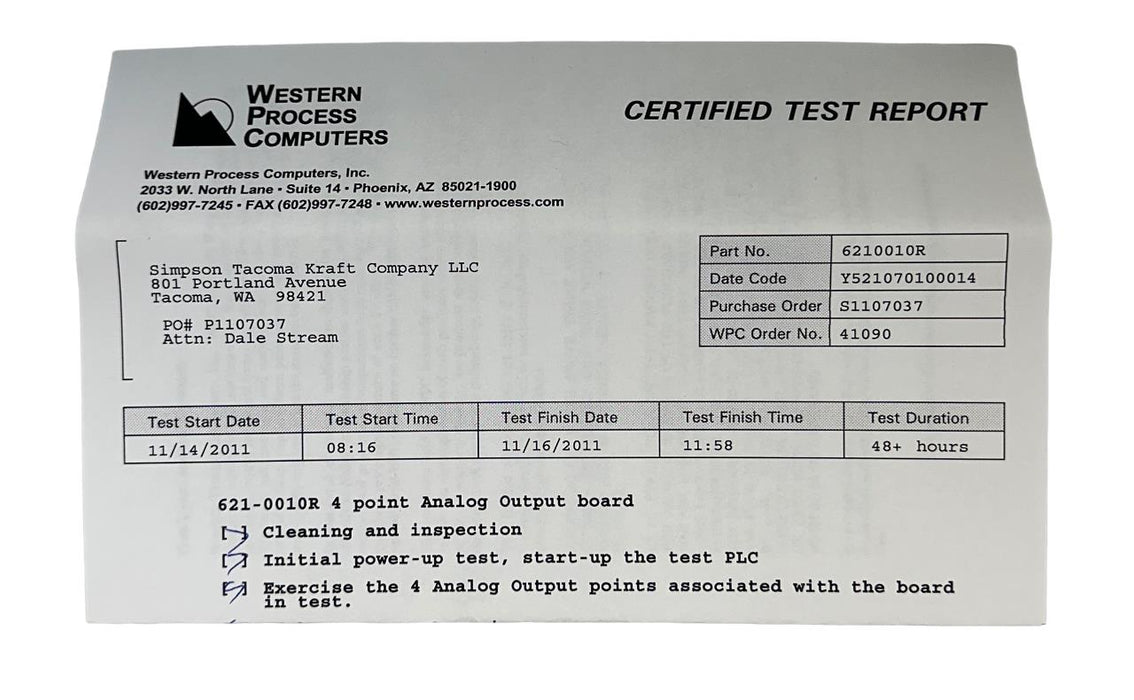 WESTERN
PROCESS
COMPUTERS
CERTIFIED TEST REPORT
Western Process Computers, Inc.
2033 W. North Lane • Suite 14 • Phoenix, AZ 85021-1900
(602)997-7245 • FAX (602)997-7248 • www.westernprocess.com
Simpson Tacoma Kraft Company LLC
801 Portland Avenue
Tacoma, WA 98421
PO# P1107037
Attn: Dale Stream
Part No. 6210010R
Date Code Y521070100014
Purchase Order S1107037
WPC Order No. 41090
Test Start Date Test Start Time Test Finish Date Test Finish Time Test Duration
11/14/2011 08:16 11/16/2011 11:58 48+ hours
621-0010R 4 point Analog Output board
[ ] Cleaning and inspection
[ ] Initial power-up test, start-up the test PLC
[ ] Exercise the 4 Analog Output points associated with the board
in test.